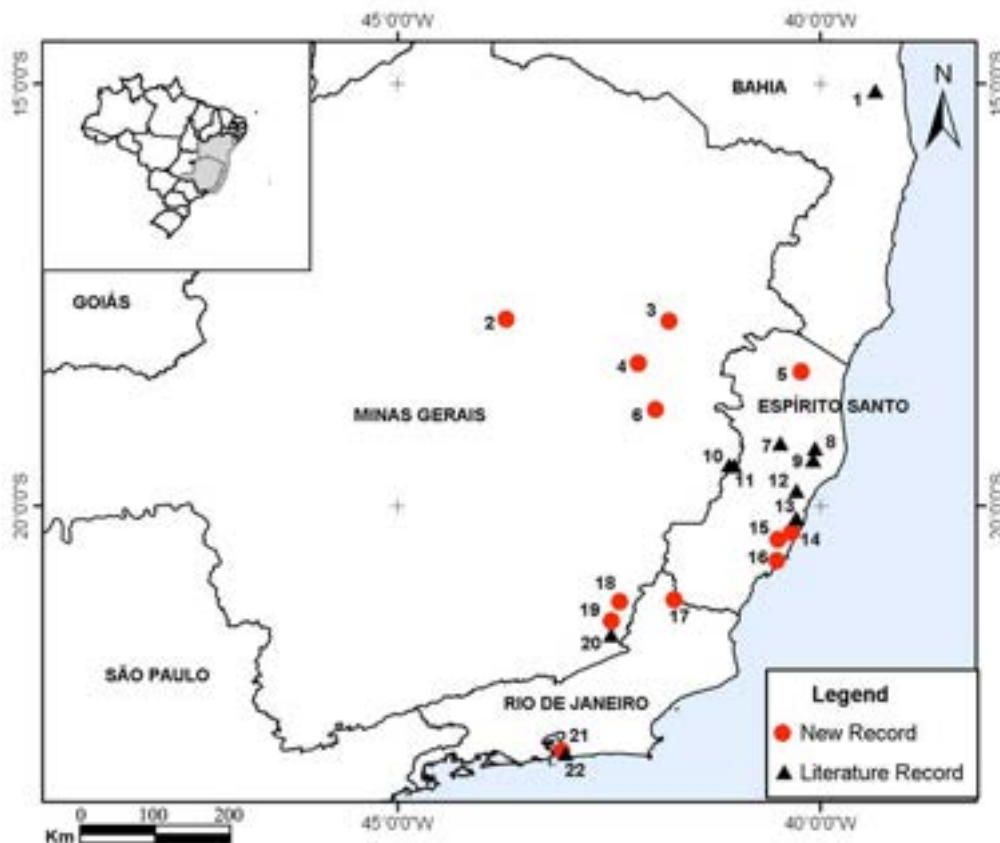 45°0'0"W 40°0'0"W
15°0'0"S
15°0'0"S
BAHIA
N
1
GOIÁS
2
3
4
5
6
MINAS GERAIS
ESPÍRITO SANTO
7
8
9
10
11
12
13
20°0'0"S
20°0'0"S
14
15
16
17
18
19
20
SÃO PAULO
RIO DE JANEIRO
21
22
Legend
New Record
Literature Record
45°0'0"W 40°0'0"W
0 100 200
Km